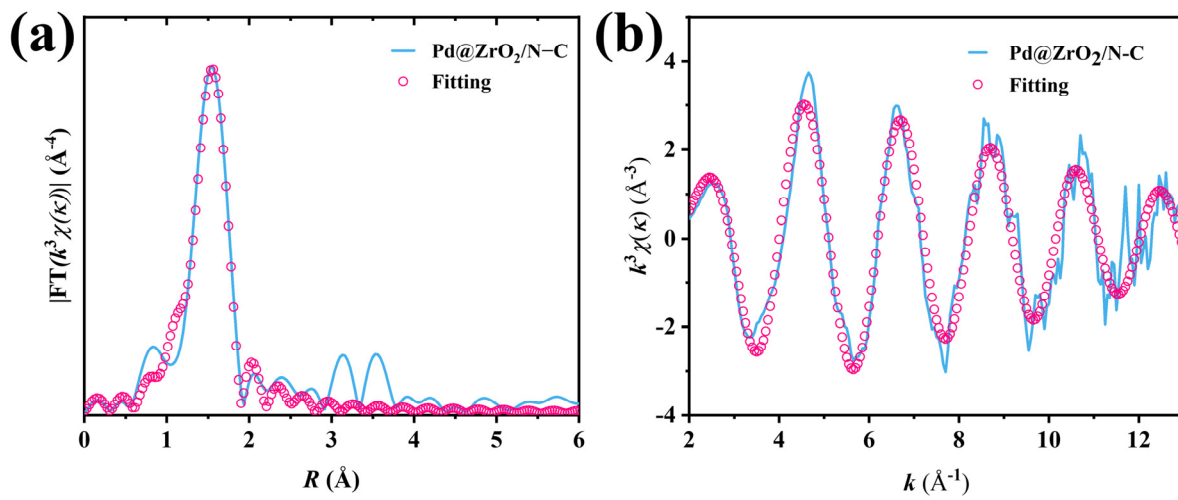 (a)
Pd@ZrO₂/N−C
Fitting
|FT(k³χ(κ))| (Å⁻⁴)
0 1 2 3 4 5 6
R (Å)
(b)
Pd@ZrO₂/N-C
Fitting
k³χ(κ) (Å⁻³)
4
2
0
-2
-4
2 4 6 8 10 12
k (Å⁻¹)